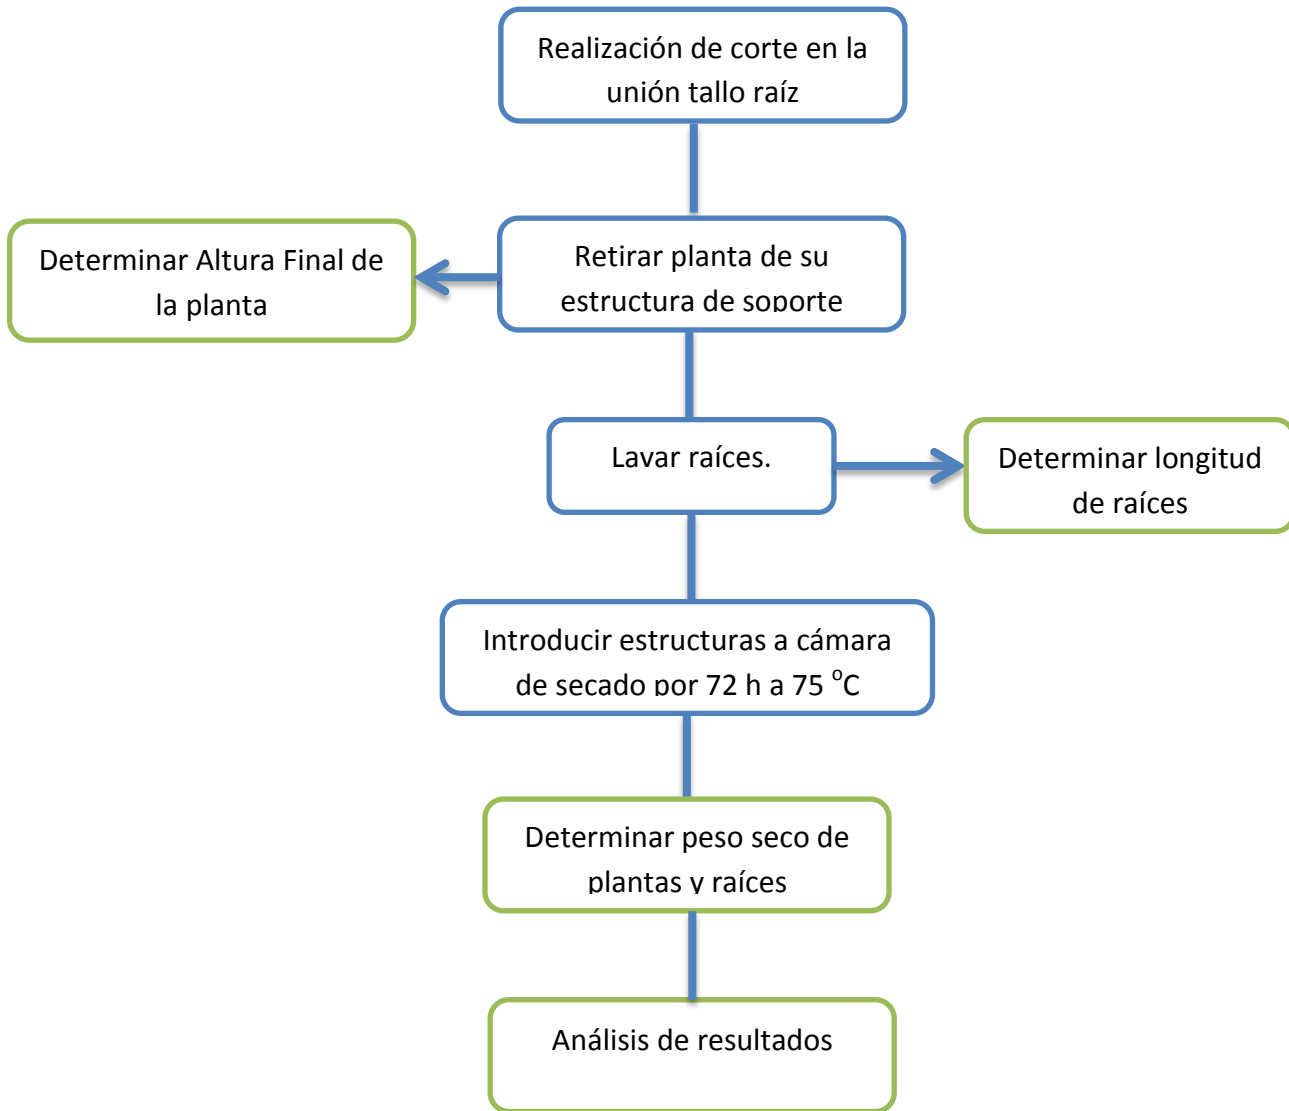 Realización de corte en la
unión tallo raíz
Determinar Altura Final de
la planta
Retirar planta de su
estructura de soporte
Lavar raíces.
Determinar longitud
de raíces
Introducir estructuras a cámara
de secado por 72 h a 75 °C
Determinar peso seco de
plantas y raíces
Análisis de resultados